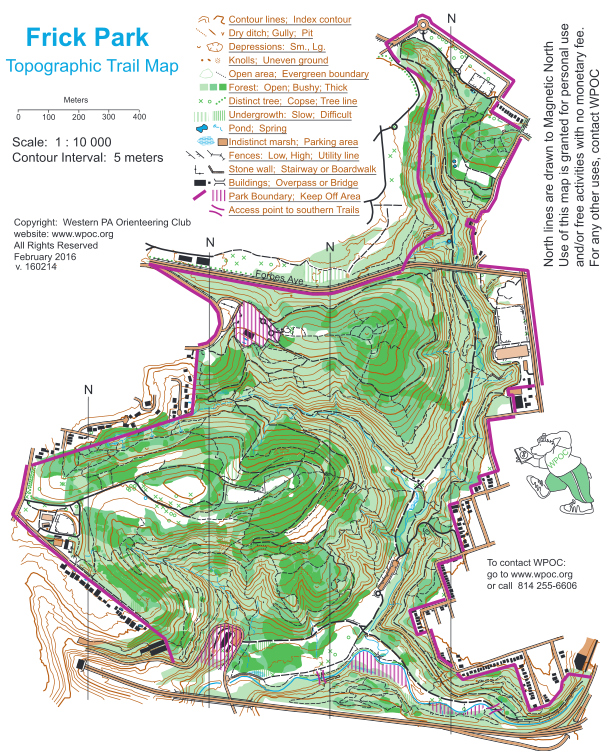 Frick Park
Topographic Trail Map
Meters
0 100 200 300 400
Scale: 1 : 10 000
Contour Interval: 5 meters
Copyright: Western PA Orienteering Club
website: www.wpoc.org
All Rights Reserved
February 2016
v. 160214
Contour lines; Index contour
Dry ditch; Gully; Pit
Depressions: Sm., Lg.
Knolls; Uneven ground
Open area; Evergreen boundary
Forest: Open; Bushy; Thick
Distinct tree; Copse; Tree line
Undergrowth: Slow; Difficult
Pond; Spring
Indistinct marsh; Parking area
Fences: Low, High; Utility line
Stone wall; Stairway or Boardwalk
Buildings; Overpass or Bridge
Park Boundary; Keep Off Area
Access point to southern Trails
N
N
N
N
Forbes Ave
North lines are drawn to Magnetic North
Use of this map is granted for personal use
and/or free activities with no monetary fee.
For any other uses, contact WPOC
WPOC
To contact WPOC:
go to www.wpoc.org
or call 814 255-6606